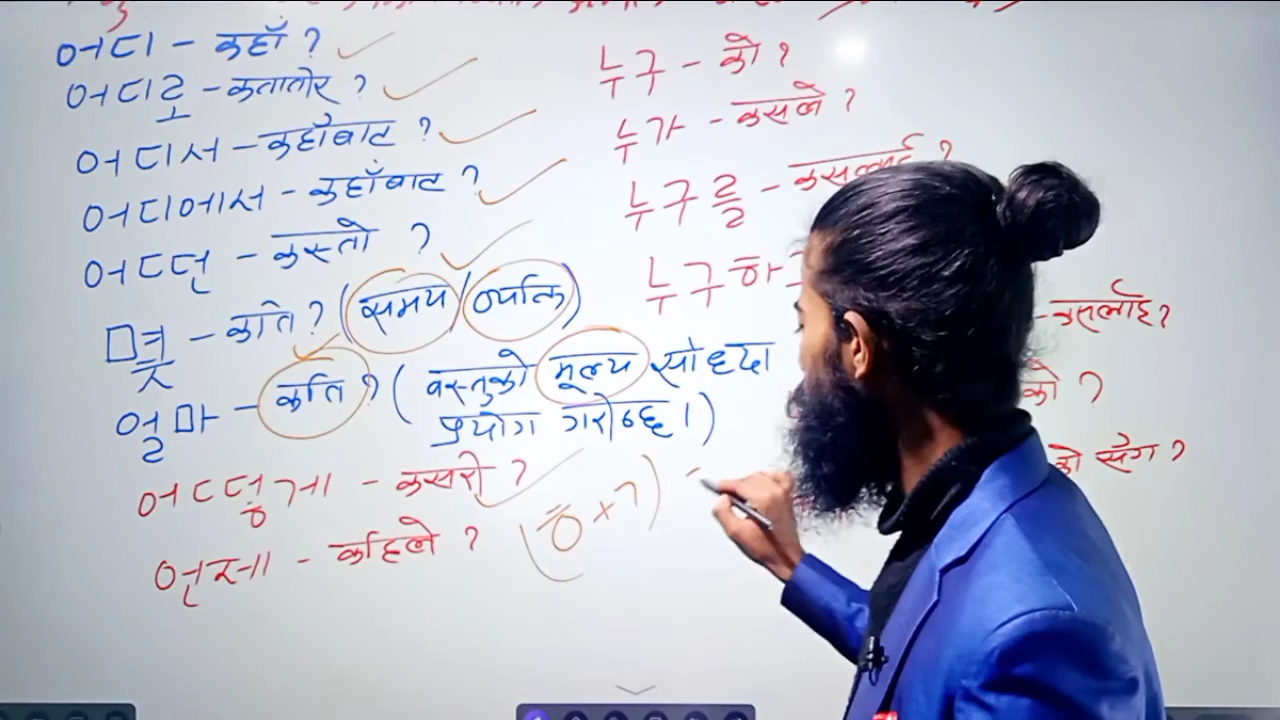 어디 - कहाँ ?
어디로 - कतातीर ?
어디서 - कहाँबाट ?
어디에서 - कहाँबाट ?
어떤 - कस्तो ?
몇 - कति ? (समय / व्यक्ति)
얼마 - कति ? ( वस्तुको मूल्य सोध्दा
प्रयोग गरीन्छ । )
어떻게 - कसरी ?
언제 - कहिले ?
(ㅎ×ㄱ)
누구 - को ?
누가 - कसले ?
누구를 - कसलाई ?
누구하
- कसलाई ?
को ?
को सँग ?